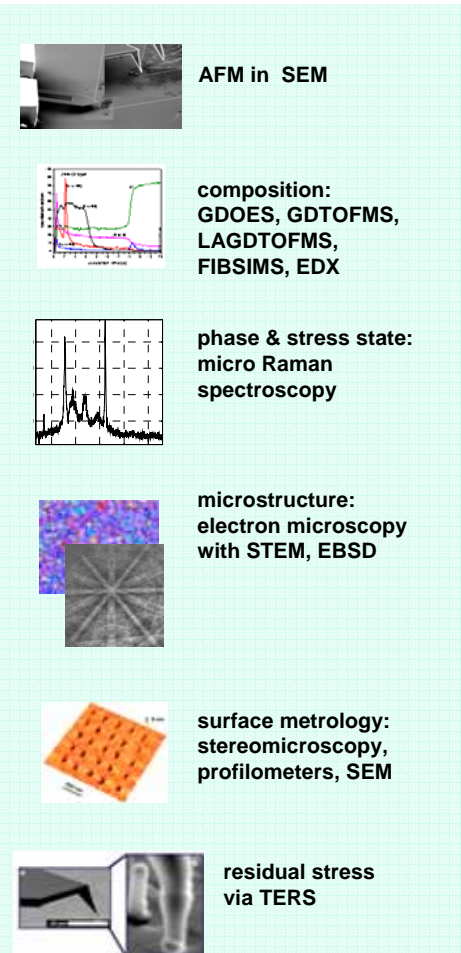 AFM in SEM
composition:
GDOES, GDTOFMS,
LAGDTOFMS,
FIBSIMS, EDX
phase & stress state:
micro Raman
spectroscopy
microstructure:
electron microscopy
with STEM, EBSD
surface metrology:
stereomicroscopy,
profilometers, SEM
residual stress
via TERS